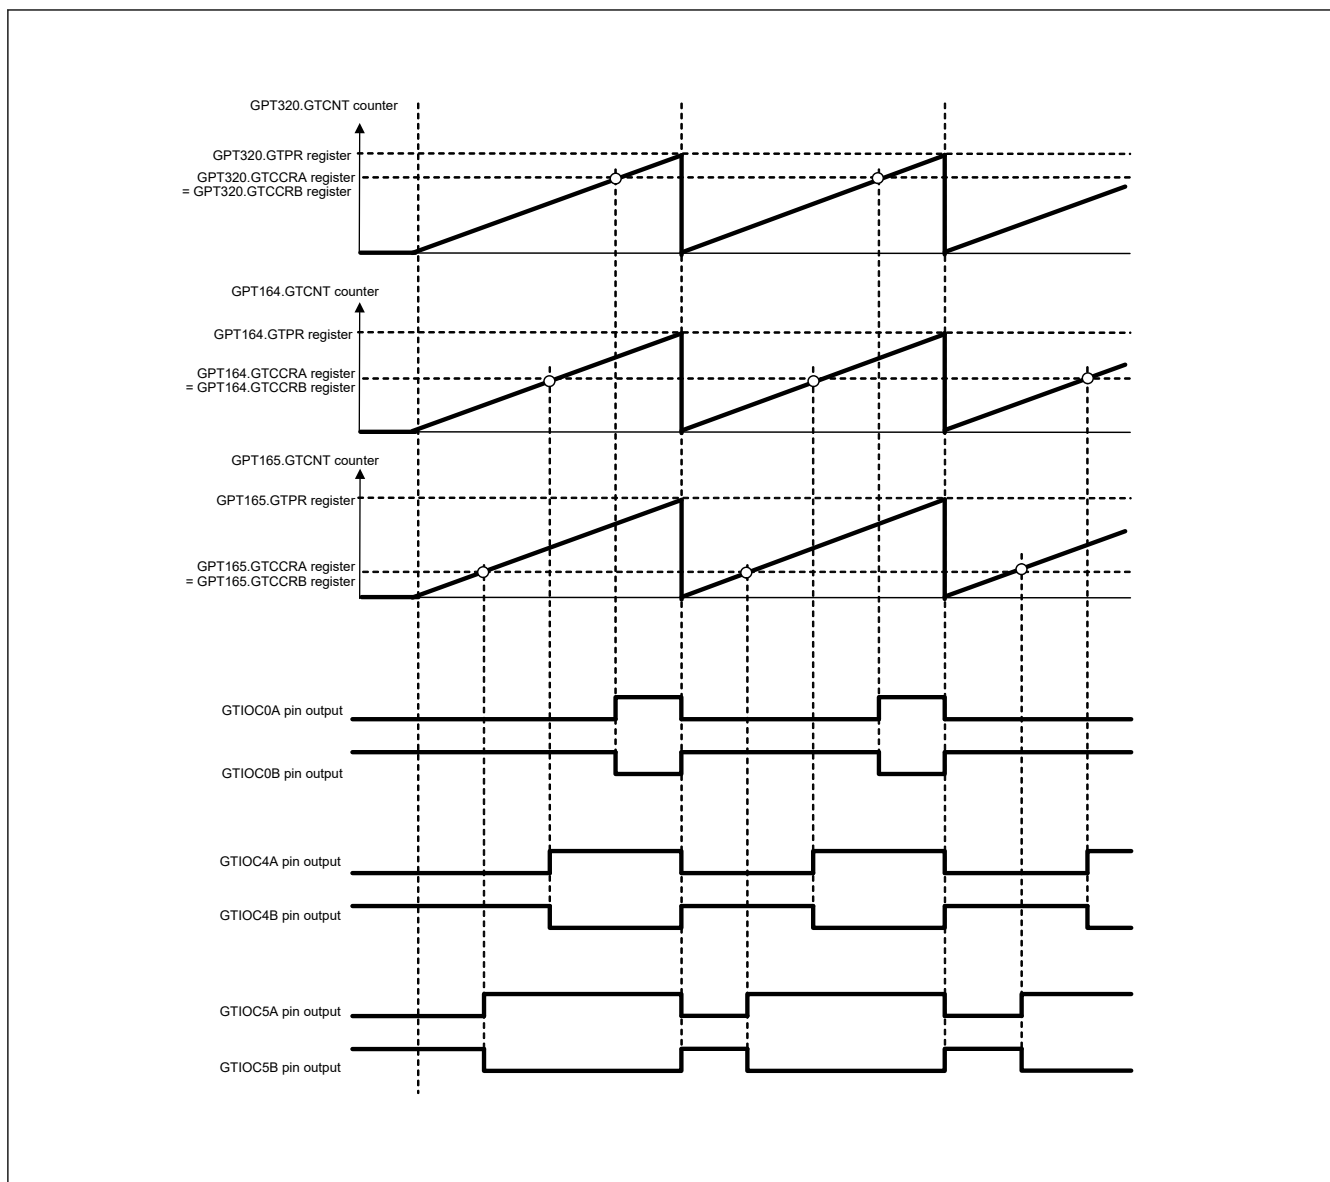 GPT320.GTCNT counter
GPT320.GTPR register
GPT320.GTCCRA register
= GPT320.GTCCRB register
GPT164.GTCNT counter
GPT164.GTPR register
GPT164.GTCCRA register
= GPT164.GTCCRB register
GPT165.GTCNT counter
GPT165.GTPR register
GPT165.GTCCRA register
= GPT165.GTCCRB register
GTIOC0A pin output
GTIOC0B pin output
GTIOC4A pin output
GTIOC4B pin output
GTIOC5A pin output
GTIOC5B pin output